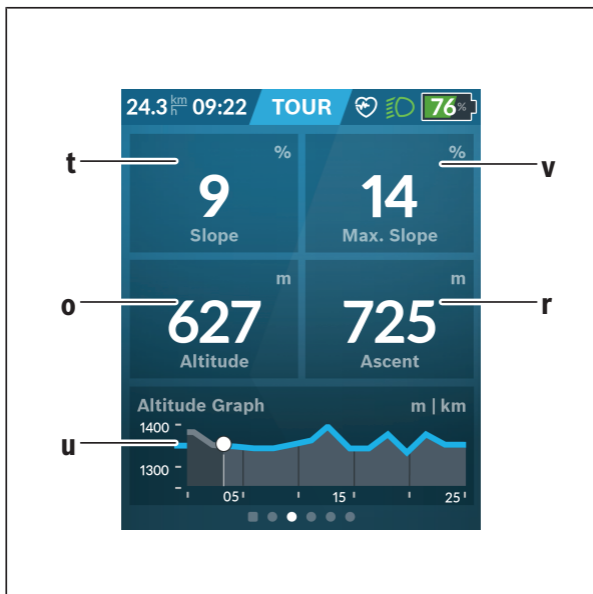 24.3 km/h 09:22 TOUR 76%
t % % v
9 14
Slope Max. Slope
o m m r
627 725
Altitude Ascent
Altitude Graph m | km
u 1400
1300
05' 15' 25'